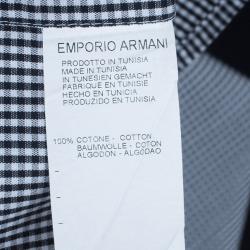 EMPORIO ARMANI
PRODOTTO IN TUNISIA
MADE IN TUNISIA
IN TUNESIEN GEMACHT
FABRIQUE EN TUNISIE
HECHO EN TUNICIA
PRODUZIDO EN TUNISIA
100% COTONE - COTTON
BAUMWOLLE - COTON
ALGODON - ALGODAO